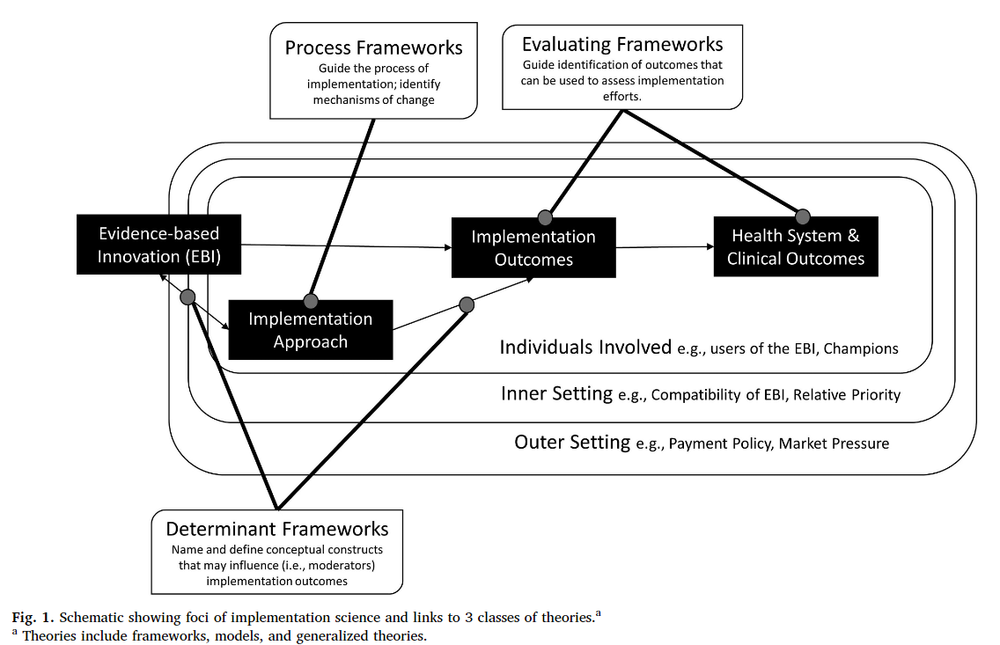 Process Frameworks
Guide the process of
implementation; identify
mechanisms of change
Evaluating Frameworks
Guide identification of outcomes that
can be used to assess implementation
efforts.
Evidence-based
Innovation (EBI)
Implementation
Outcomes
Health System &
Clinical Outcomes
Implementation
Approach
Individuals Involved e.g., users of the EBI, Champions
Inner Setting e.g., Compatibility of EBI, Relative Priority
Outer Setting e.g., Payment Policy, Market Pressure
Determinant Frameworks
Name and define conceptual constructs
that may influence (i.e., moderators)
implementation outcomes
Fig. 1. Schematic showing foci of implementation science and links to 3 classes of theories.a
a Theories include frameworks, models, and generalized theories.